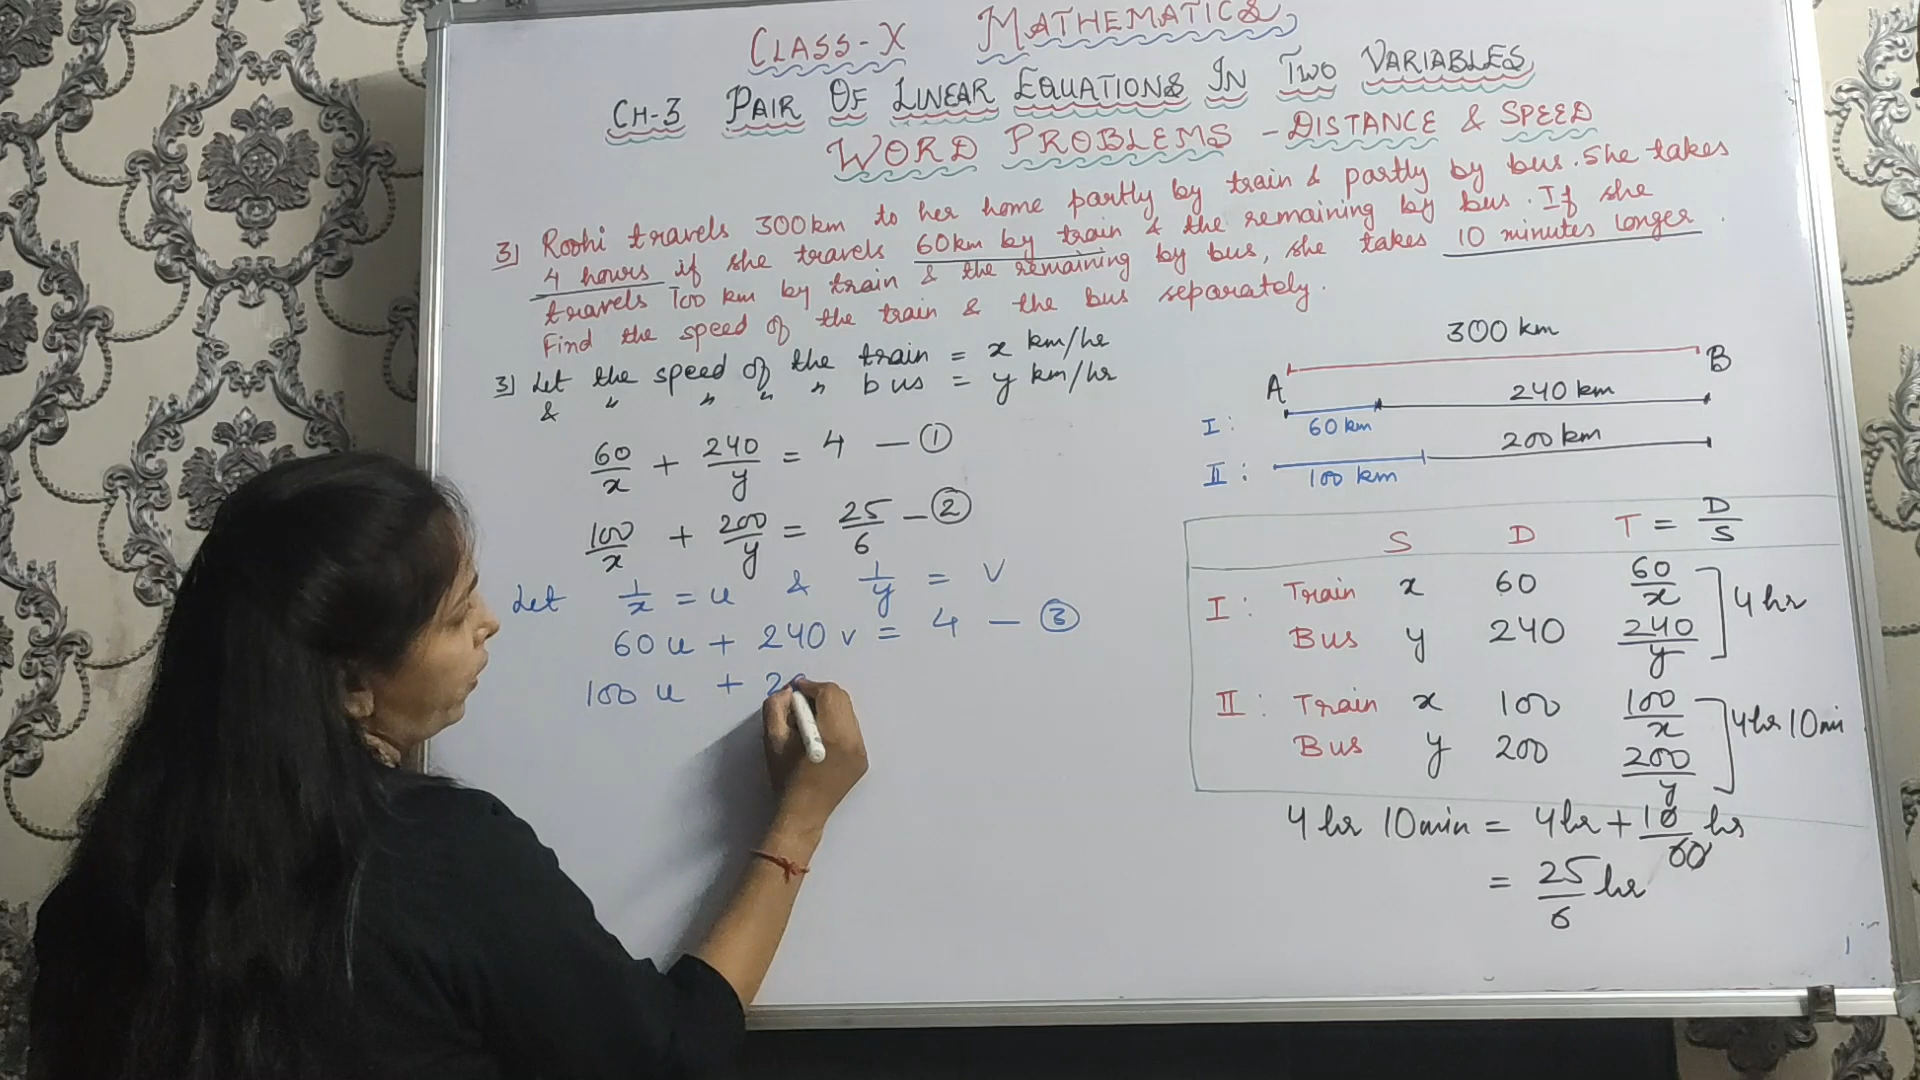 CLASS-X MATHEMATICS
CH-3 PAIR OF LINEAR EQUATIONS IN TWO VARIABLES
WORD PROBLEMS - DISTANCE & SPEED
3] Roohi travels 300km to her home partly by train & partly by bus. She takes
4 hours if she travels 60km by train & the remaining by bus. If she
travels 100 km by train & the remaining by bus, she takes 10 minutes longer.
Find the speed of the train & the bus separately.
3] Let the speed of the train = x km/hr
& " " " " bus = y km/hr
60/x + 240/y = 4 — ①
100/x + 200/y = 25/6 — ②
Let 1/x = u & 1/y = v
60 u + 240 v = 4 — ③
100 u + 20
300 km
A B
I: 60 km 240 km
II: 100 km 200 km
S D T = D/S
I: Train x 60 60/x
Bus y 240 240/y
4 hr
II: Train x 100 100/x
Bus y 200 200/y
4hr 10min
4 hr 10min = 4hr + 10/60 hr
= 25/6 hr